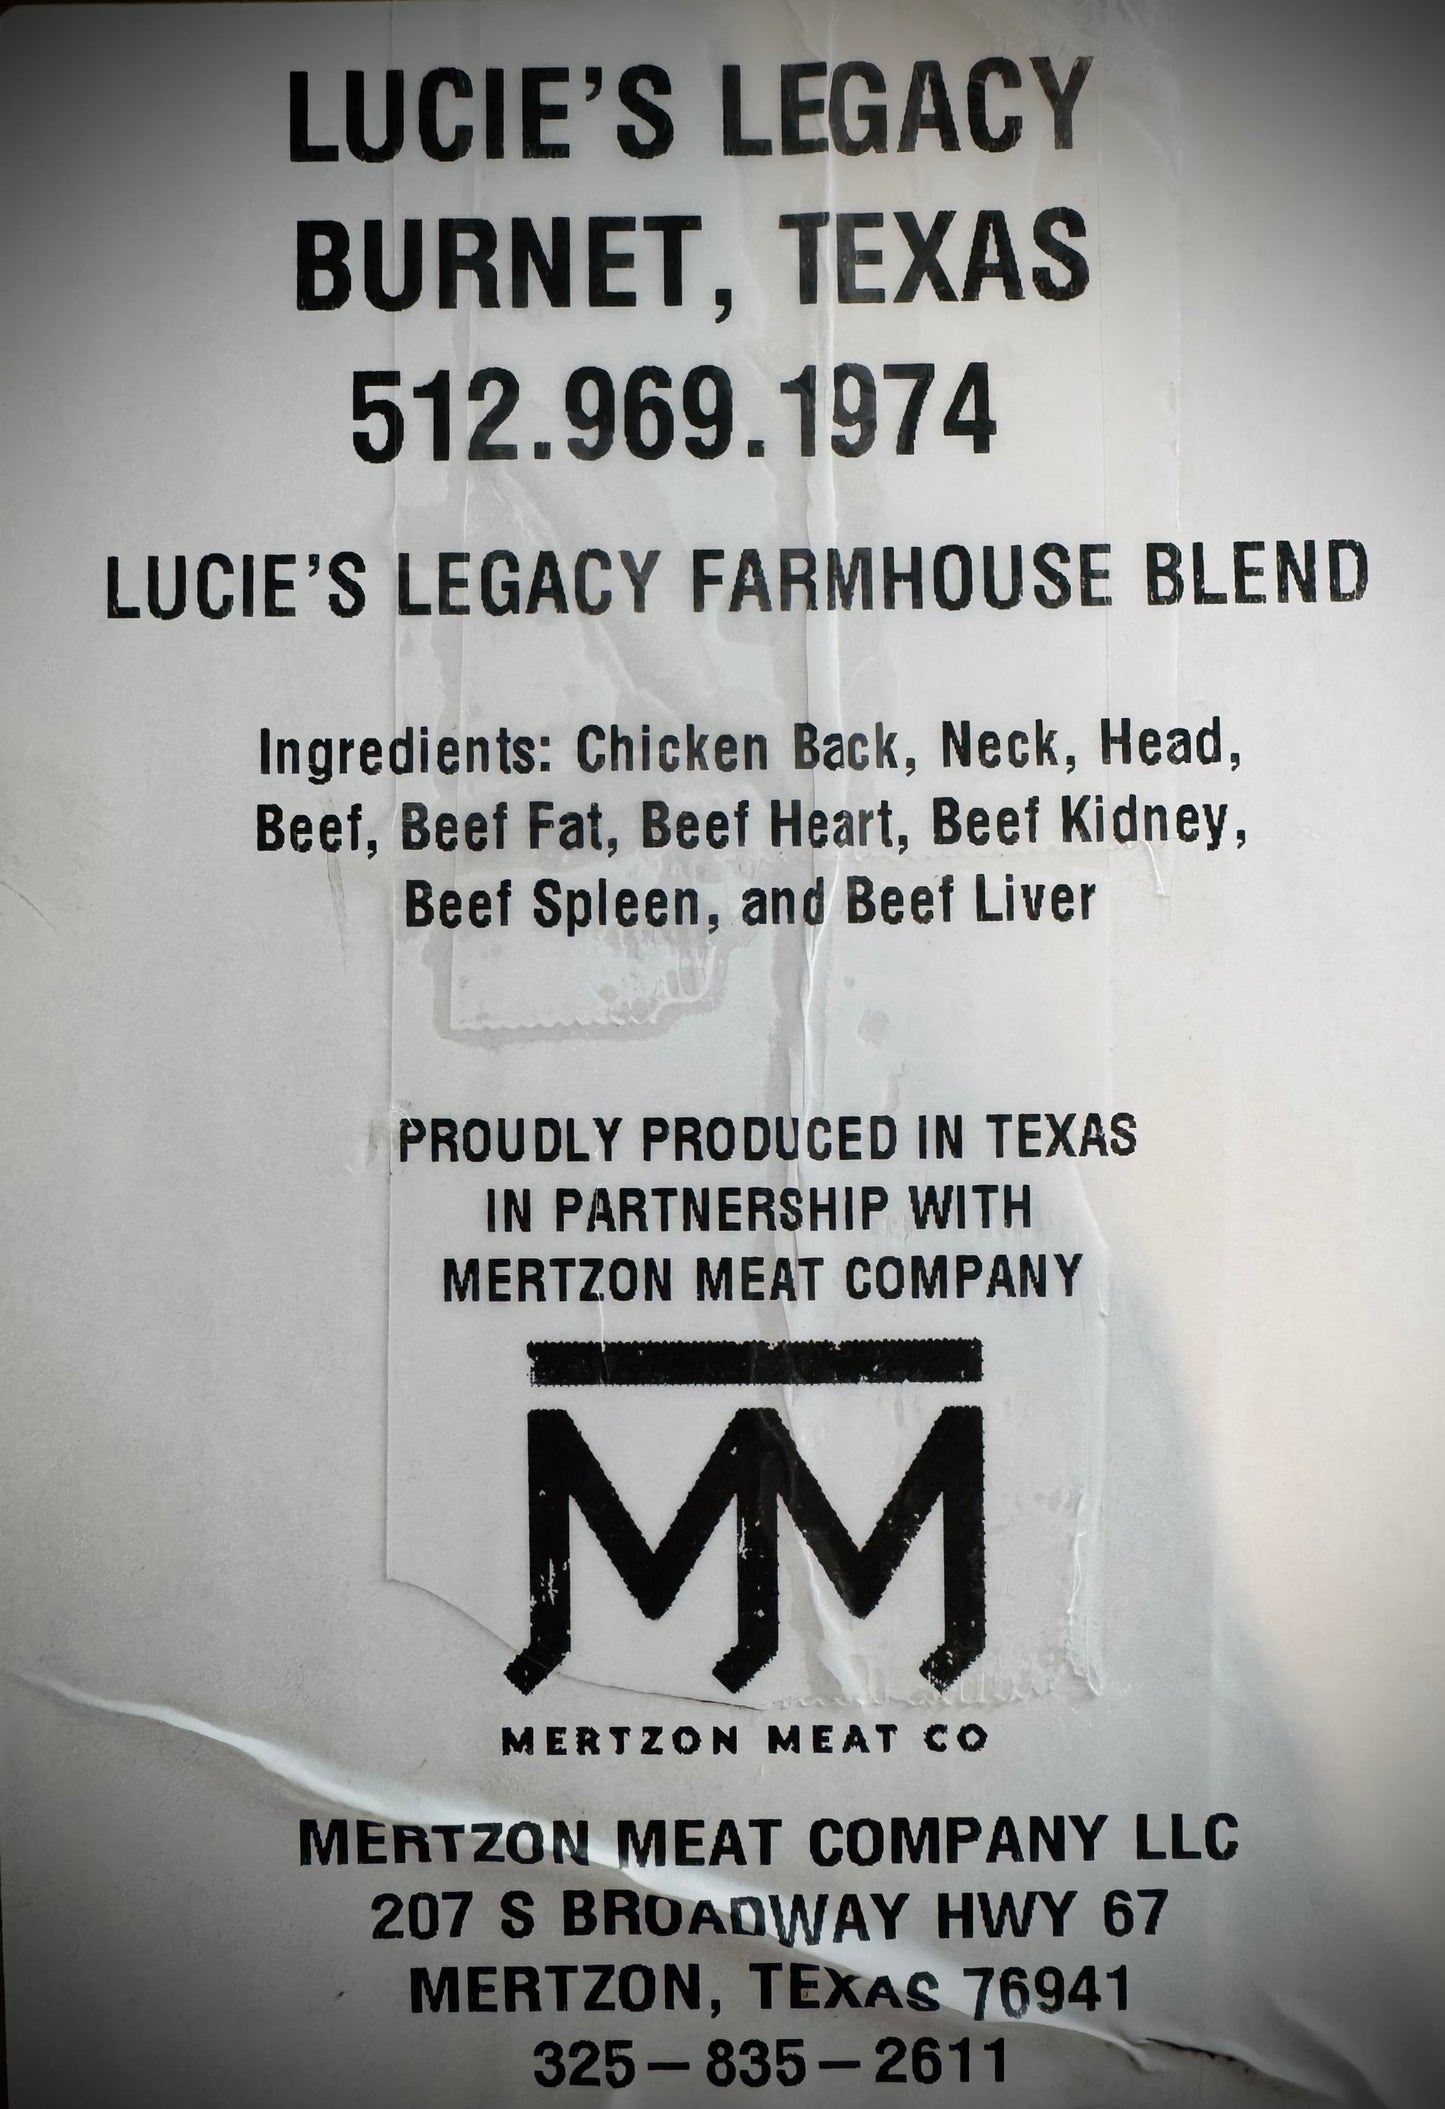 LUCIE'S LEGACY
BURNET, TEXAS
512.969.1974
LUCIE'S LEGACY FARMHOUSE BLEND
Ingredients: Chicken Back, Neck, Head,
Beef, Beef Fat, Beef Heart, Beef Kidney,
Beef Spleen, and Beef Liver
PROUDLY PRODUCED IN TEXAS
IN PARTNERSHIP WITH
MERTZON MEAT COMPANY
MM
MERTZON MEAT CO
MERTZON MEAT COMPANY LLC
207 S BROADWAY HWY 67
MERTZON, TEXAS 76941
325-835-2611